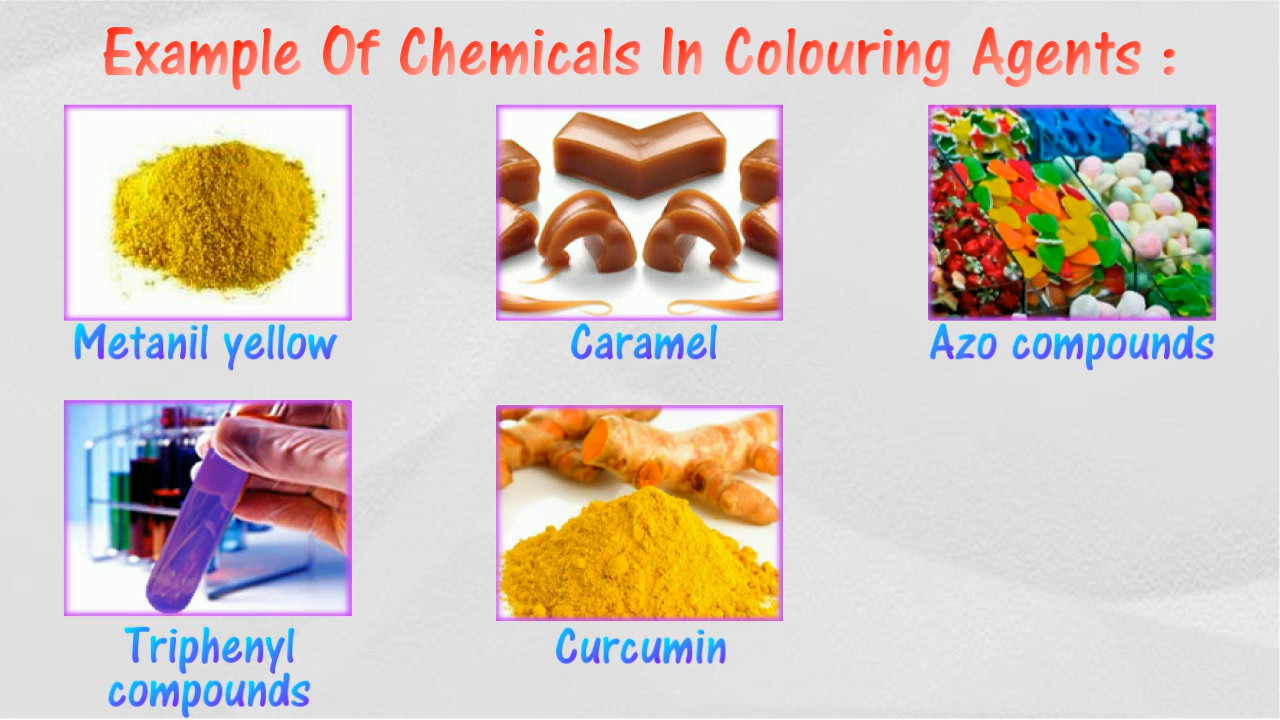 Example Of Chemicals In Colouring Agents :
Metanil yellow
Caramel
Azo compounds
Triphenyl
compounds
Curcumin